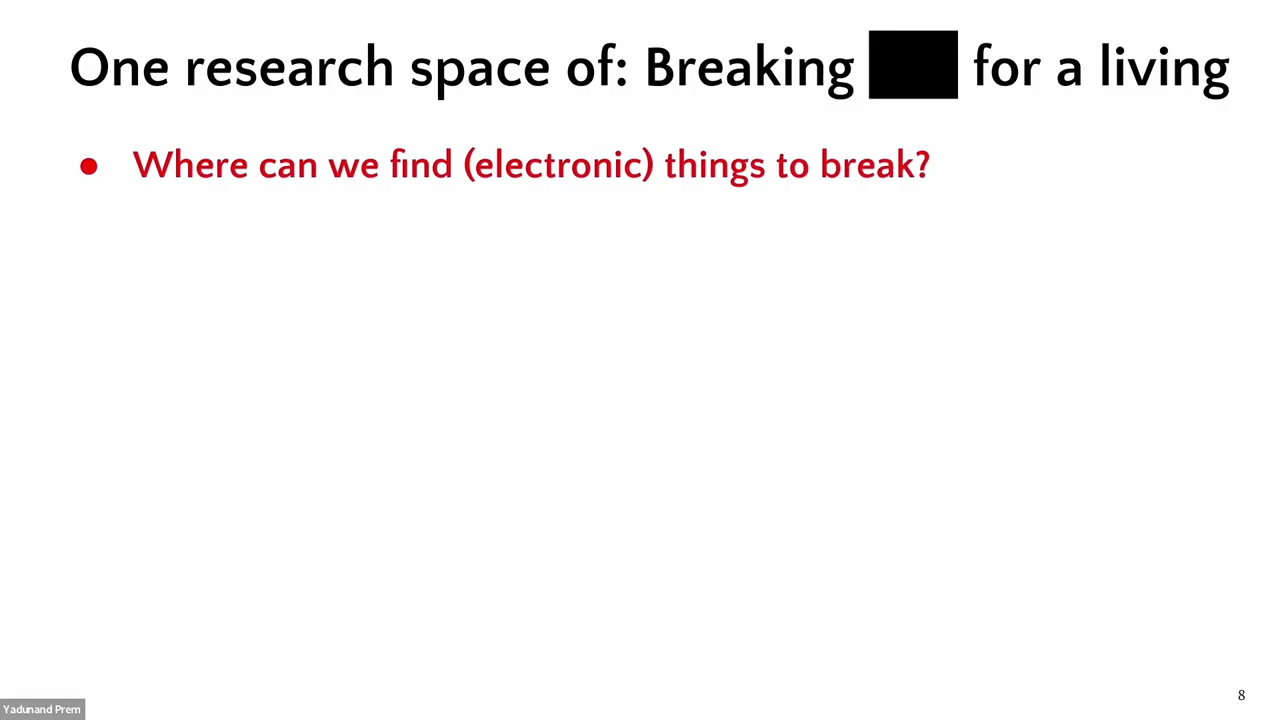 One research space of: Breaking for a living
● Where can we find (electronic) things to break?
8
Yadunand Prem